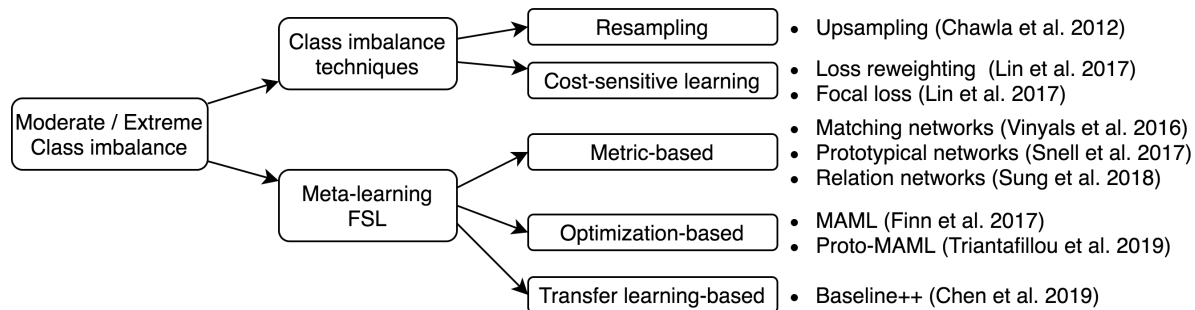 Moderate / Extreme
Class imbalance
Class imbalance
techniques
Meta-learning
FSL
Resampling
Cost-sensitive learning
Metric-based
Optimization-based
Transfer learning-based
• Upsampling (Chawla et al. 2012)
• Loss reweighting (Lin et al. 2017)
• Focal loss (Lin et al. 2017)
• Matching networks (Vinyals et al. 2016)
• Prototypical networks (Snell et al. 2017)
• Relation networks (Sung et al. 2018)
• MAML (Finn et al. 2017)
• Proto-MAML (Triantafillou et al. 2019)
• Baseline++ (Chen et al. 2019)